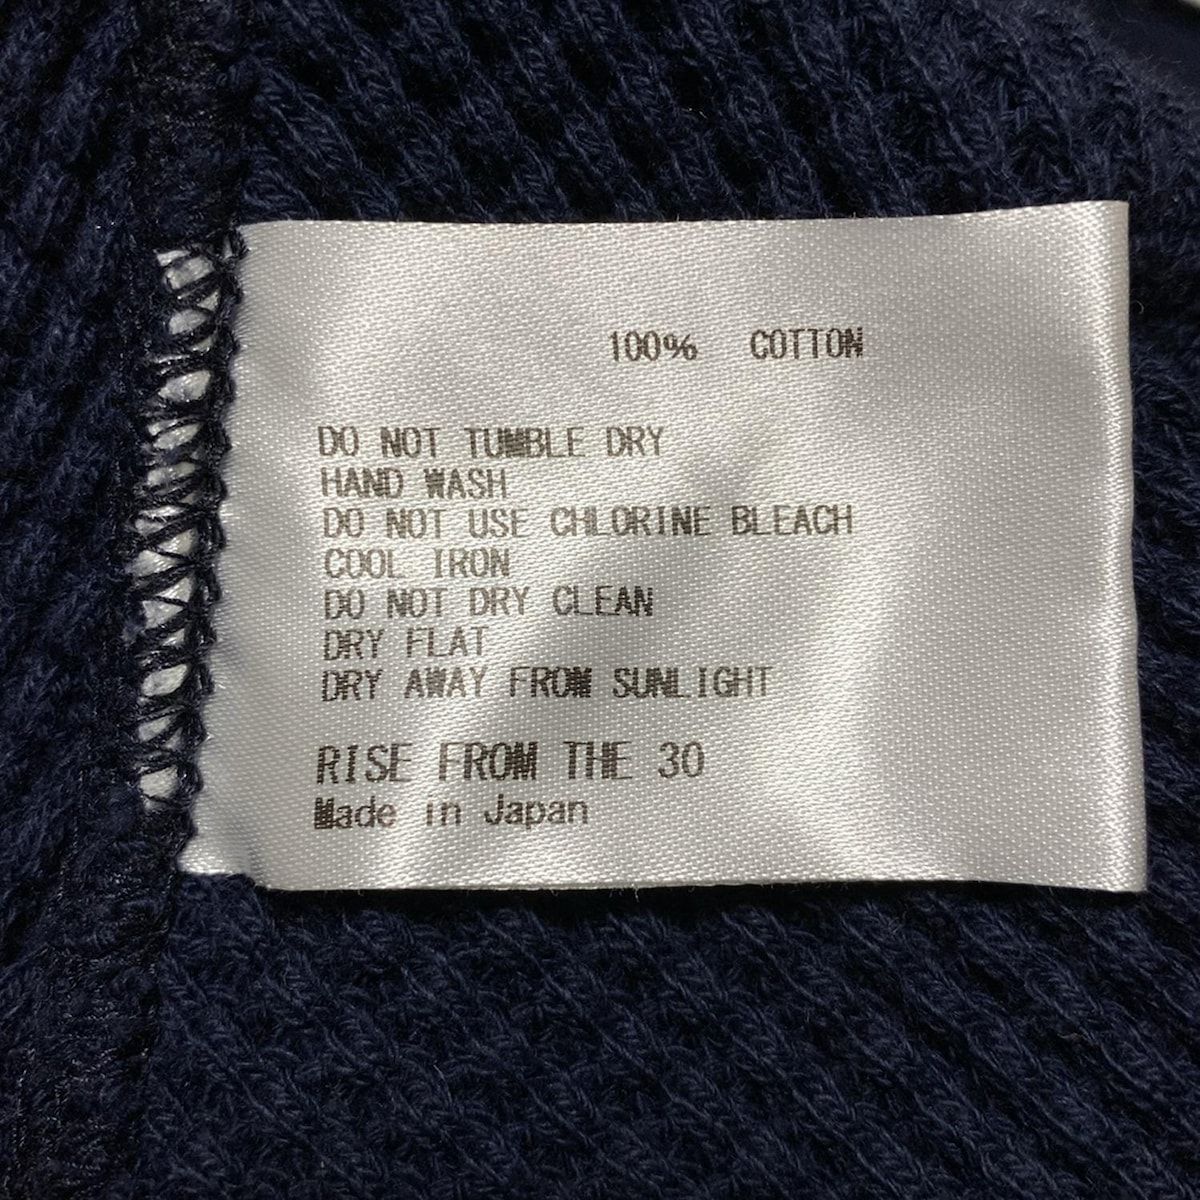 100% COTTON
DO NOT TUMBLE DRY
HAND WASH
DO NOT USE CHLORINE BLEACH
COOL IRON
DO NOT DRY CLEAN
DRY FLAT
DRY AWAY FROM SUNLIGHT
RISE FROM THE 30
Made in Japan